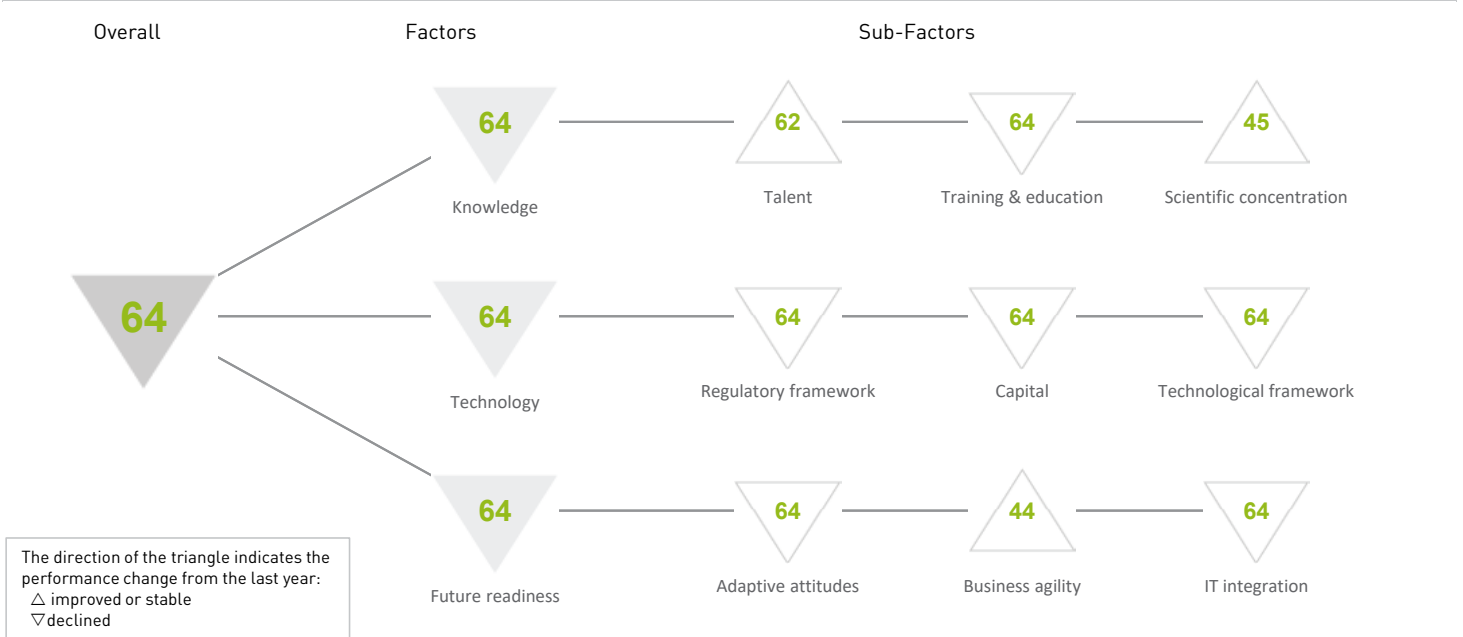 Overall
Factors
Sub-Factors
64
62
64
45
Knowledge
Talent
Training & education
Scientific concentration
64
64
64
64
64
Technology
Regulatory framework
Capital
Technological framework
64
64
44
64
Future readiness
Adaptive attitudes
Business agility
IT integration
The direction of the triangle indicates the
performance change from the last year:
△ improved or stable
▽ declined